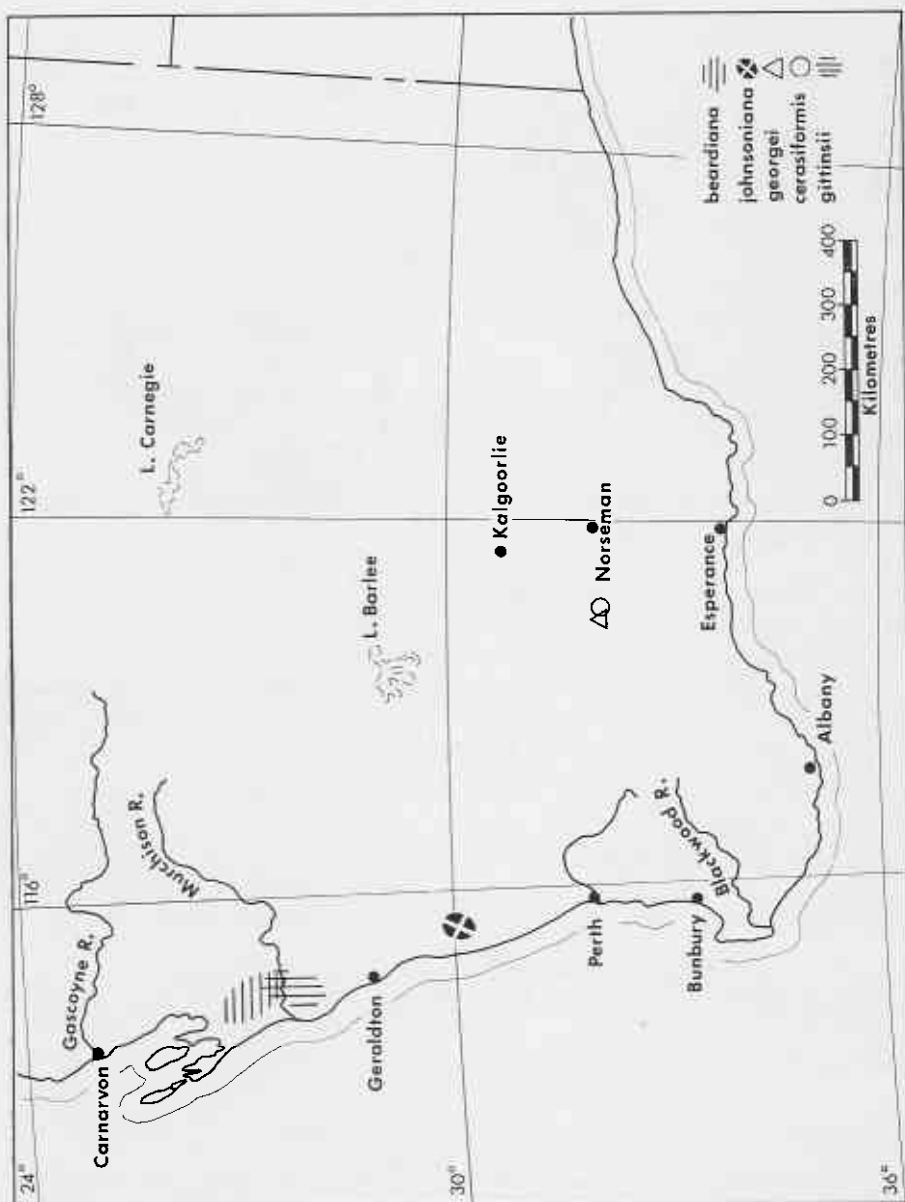 24°
116°
122°
128°
Gascoyne R.
Carnarvon
Murchison R.
L. Carnegie
Geraldton
L. Barlee
30°
Kalgoorlie
Norseman
Perth
Bunbury
Blackwood R.
Esperance
Albany
36°
beardiana
johnsoniana
georgei
cerasiformis
gittinsii
0 100 200 300 400
Kilometres